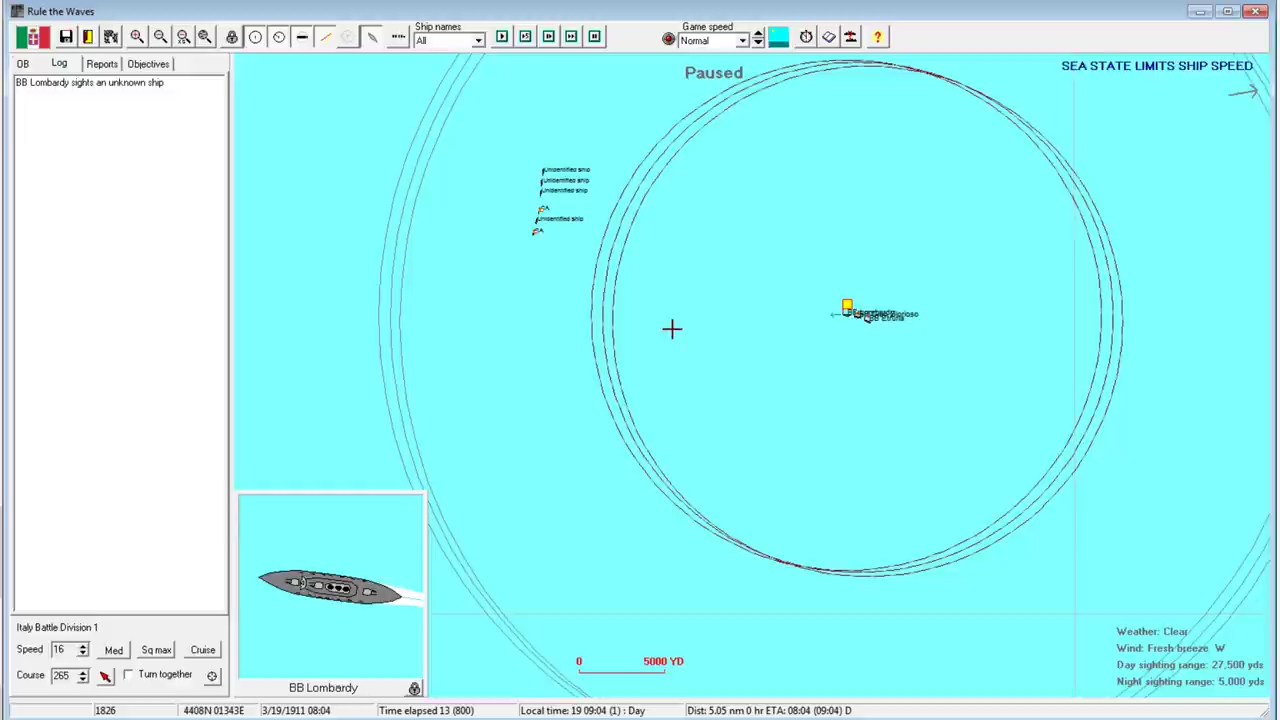 Rule the Waves
Ship names
All
Game speed
Normal
OB
Log
Reports
Objectives
BB Lombardy sights an unknown ship
Paused
SEA STATE LIMITS SHIP SPEED
Unidentified ship
Unidentified ship
Unidentified ship
CA
Unidentified ship
CA
BB Etruria
0 5000 YD
Weather: Clear
Wind: Fresh breeze W
Day sighting range: 27,500 yds
Night sighting range: 5,000 yds
Italy Battle Division 1
Speed 16 Med Sq max Cruise
Course 265 Turn together
BB Lombardy
1826
4408N 01343E
3/19/1911 08:04
Time elapsed 13 (800)
Local time: 19 09:04 (1) : Day
Dist: 5.05 nm 0 hr ETA: 08:04 (09:04) D